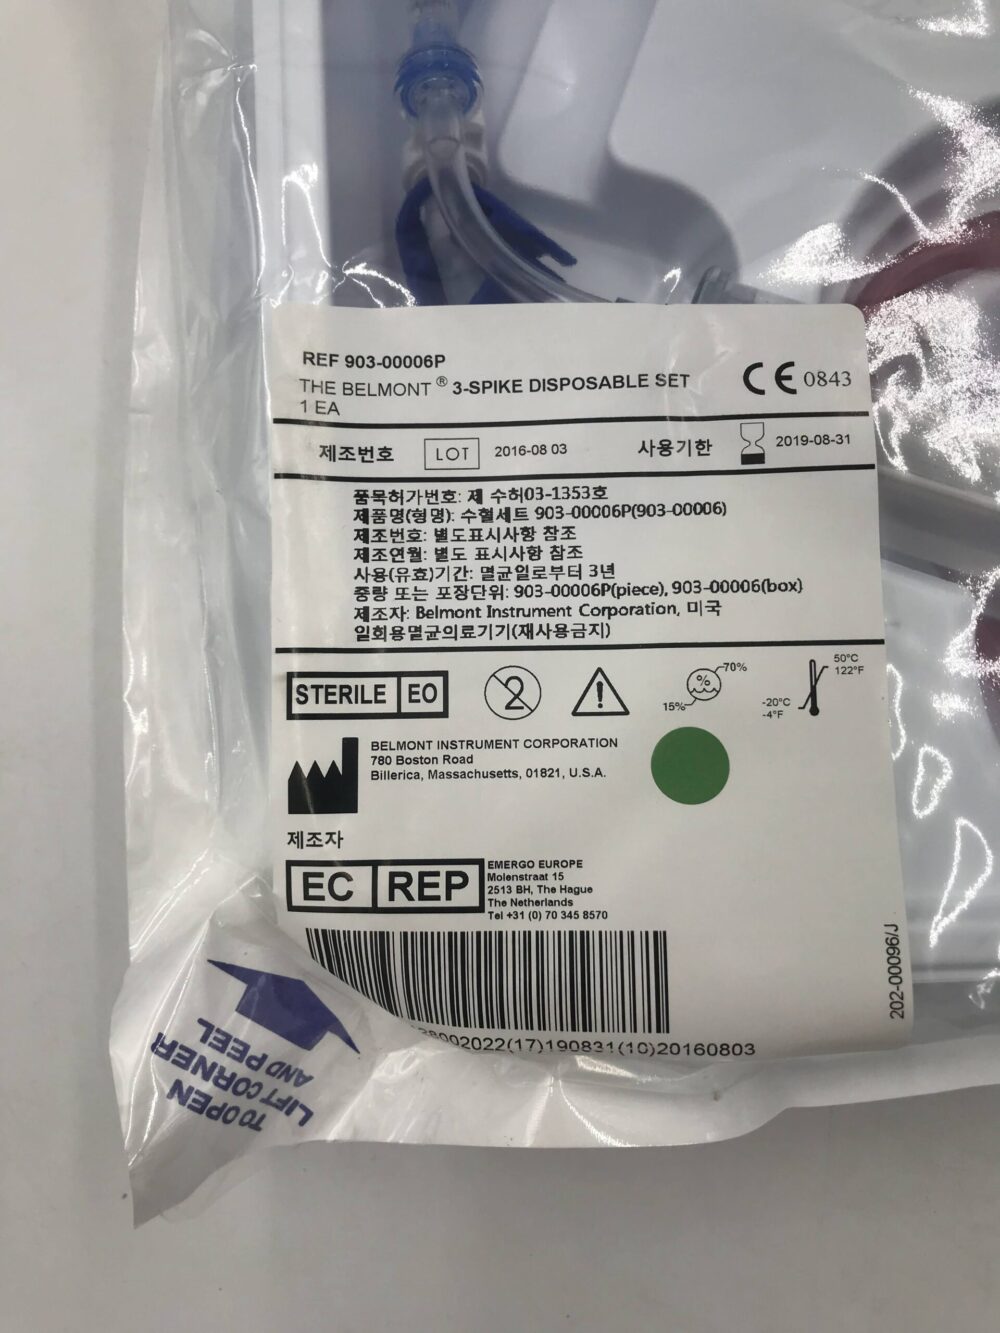 REF 903-00006P
THE BELMONT ® 3-SPIKE DISPOSABLE SET
1 EA
CE 0843
제조번호 LOT 2016-08 03 사용기한 2019-08-31
품목허가번호: 제 수허03-1353호
제품명(형명): 수혈세트 903-00006P(903-00006)
제조번호: 별도표시사항 참조
제조연월: 별도 표시사항 참조
사용(유효)기간: 멸균일로부터 3년
중량 또는 포장단위: 903-00006P(piece), 903-00006(box)
제조자: Belmont Instrument Corporation, 미국
일회용멸균의료기기(재사용금지)
STERILE EO
2
!
%
70%
15%
50°C
122°F
-20°C
-4°F
BELMONT INSTRUMENT CORPORATION
780 Boston Road
Billerica, Massachusetts, 01821, U.S.A.
제조자
EC REP
EMERGO EUROPE
Molenstraat 15
2513 BH, The Hague
The Netherlands
Tel +31 (0) 70 345 8570
8002022(17)190831(10)20160803
202-00096/J
TO OPEN
LIFT CORNER
AND PEEL